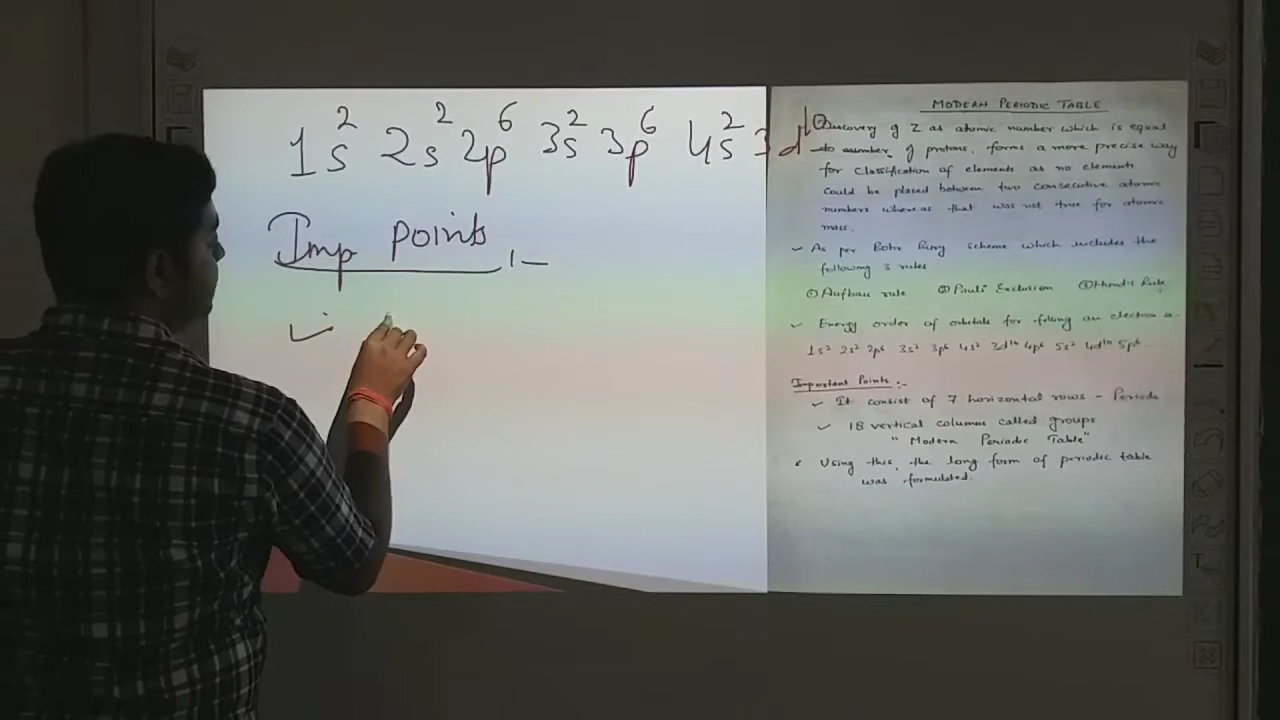 1s² 2s² 2p⁶ 3s² 3p⁶ 4s² 3d
Imp Points :-
MODERN PERIODIC TABLE
Discovery of Z as atomic number which is equal
to number of protons, forms a more precise way
for classification of elements as no elements
could be placed between two consecutive atomic
numbers whereas that was not true for atomic
mass.
✓ As per Bohr Bury scheme which includes the
following 3 rules
① Aufbau rule ② Pauli Exclusion ③ Hund's Rule
✓ Energy order of orbitals for filling an electron is-
1s² 2s² 2p⁶ 3s² 3p⁶ 4s² 3d¹⁰ 4p⁶ 5s² 4d¹⁰ 5p⁶
Important Points :-
✓ It consist of 7 horizontal rows - Periods
✓ 18 vertical columns called groups
" Modern Periodic Table"
Using this, the long form of periodic table
was formulated.